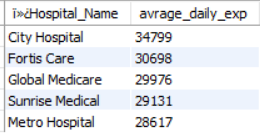 ï»¿Hospital_Name avrage_daily_exp
City Hospital 34799
Fortis Care 30698
Global Medicare 29976
Sunrise Medical 29131
Metro Hospital 28617